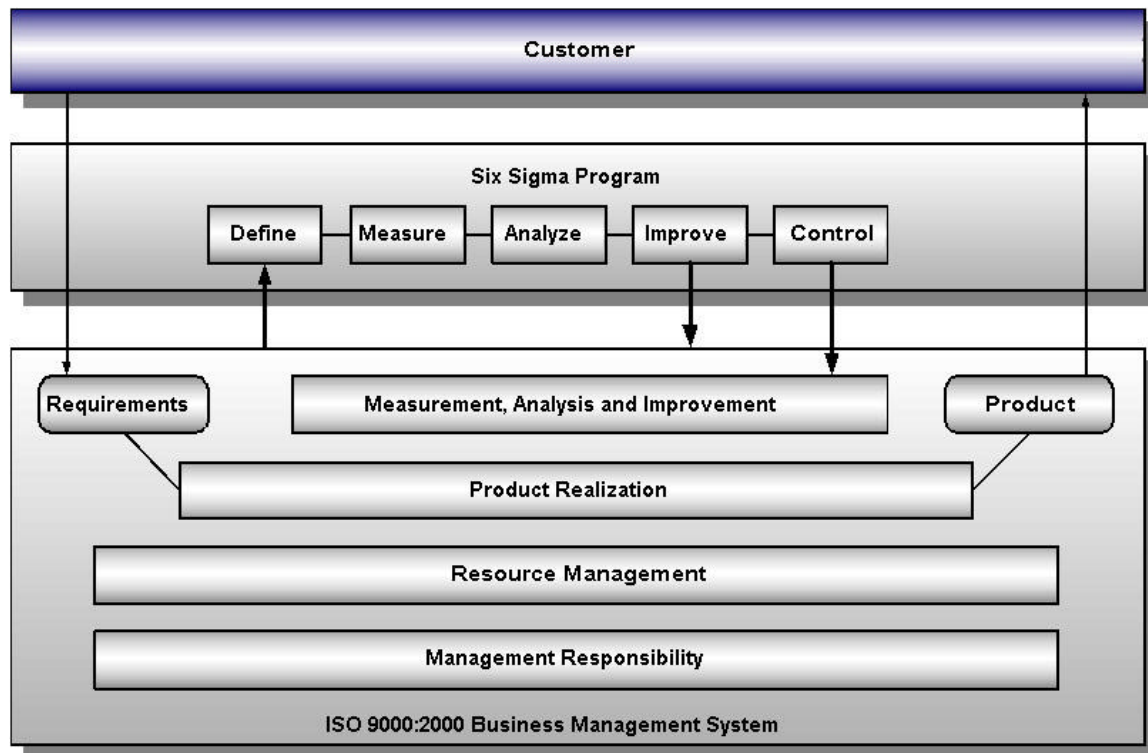 Customer
Six Sigma Program
Define
Measure
Analyze
Improve
Control
Requirements
Measurement, Analysis and Improvement
Product
Product Realization
Resource Management
Management Responsibility
ISO 9000:2000 Business Management System